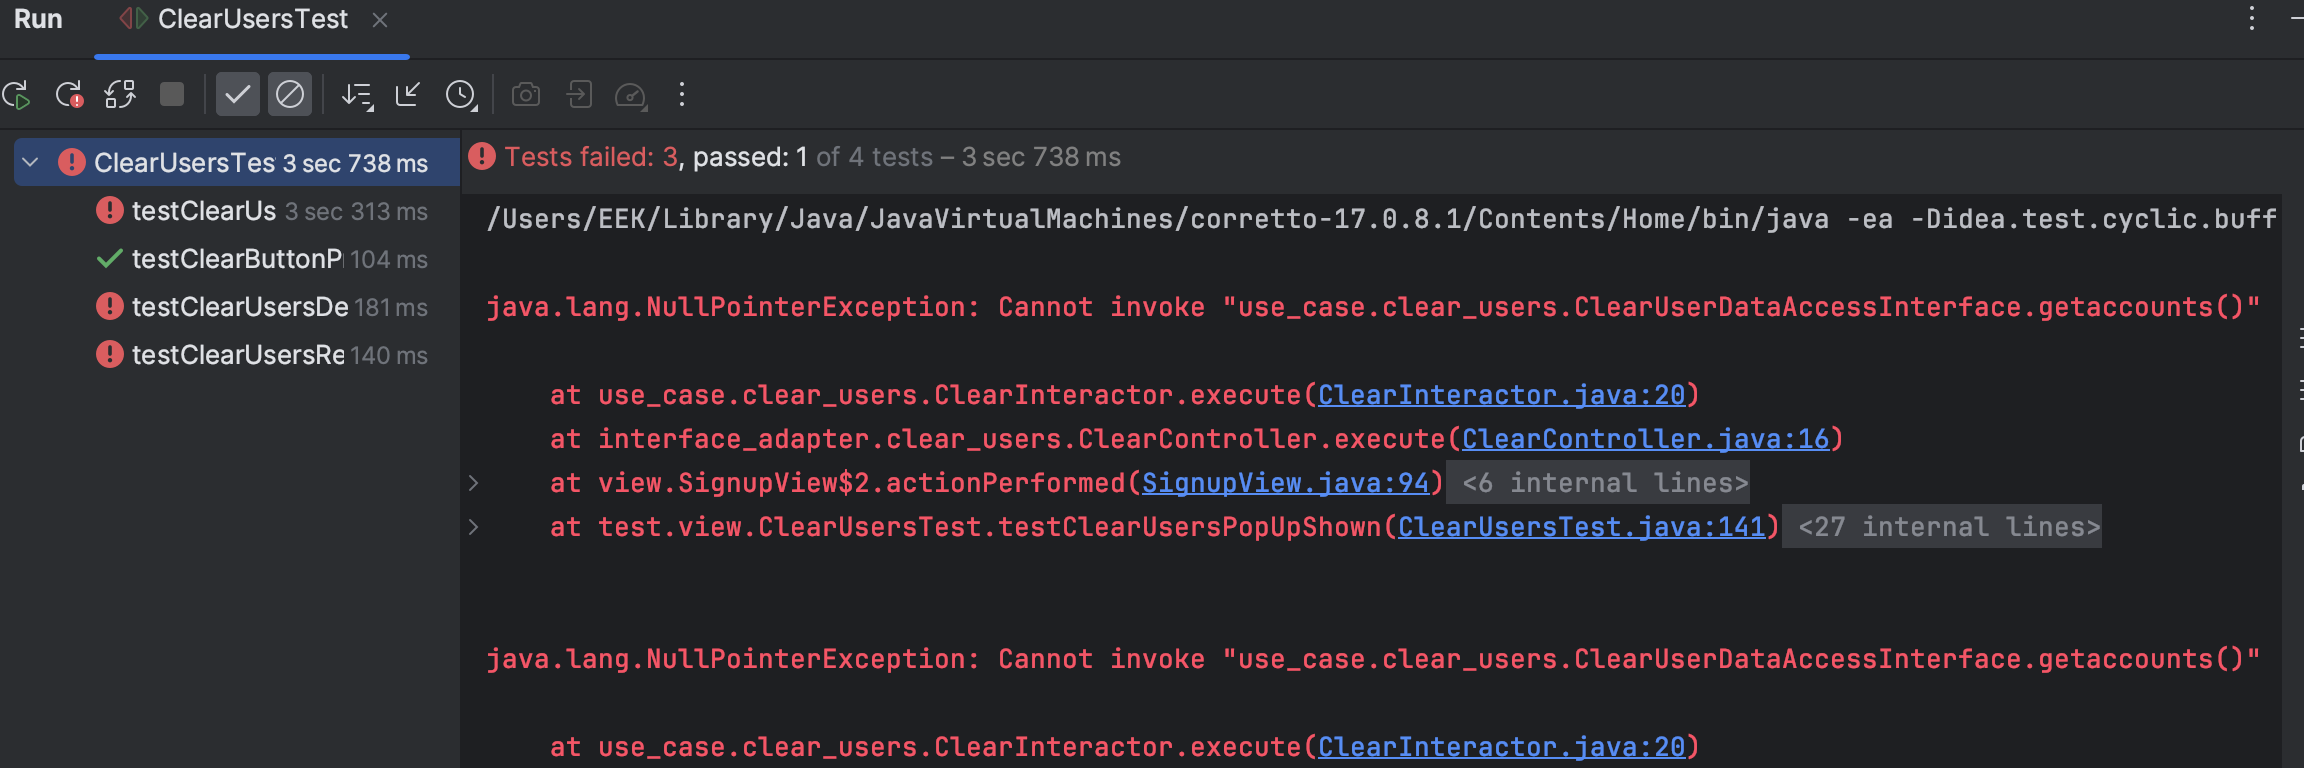 Run ClearUsersTest
ClearUsersTes 3 sec 738 ms
testClearUs 3 sec 313 ms
testClearButtonP 104 ms
testClearUsersDe 181 ms
testClearUsersRe 140 ms
Tests failed: 3, passed: 1 of 4 tests – 3 sec 738 ms
/Users/EEK/Library/Java/JavaVirtualMachines/corretto-17.0.8.1/Contents/Home/bin/java -ea -Didea.test.cyclic.buff
java.lang.NullPointerException: Cannot invoke "use_case.clear_users.ClearUserDataAccessInterface.getaccounts()"
at use_case.clear_users.ClearInteractor.execute(ClearInteractor.java:20)
at interface_adapter.clear_users.ClearController.execute(ClearController.java:16)
at view.SignupView$2.actionPerformed(SignupView.java:94) <6 internal lines>
at test.view.ClearUsersTest.testClearUsersPopUpShown(ClearUsersTest.java:141) <27 internal lines>
java.lang.NullPointerException: Cannot invoke "use_case.clear_users.ClearUserDataAccessInterface.getaccounts()"
at use_case.clear_users.ClearInteractor.execute(ClearInteractor.java:20)